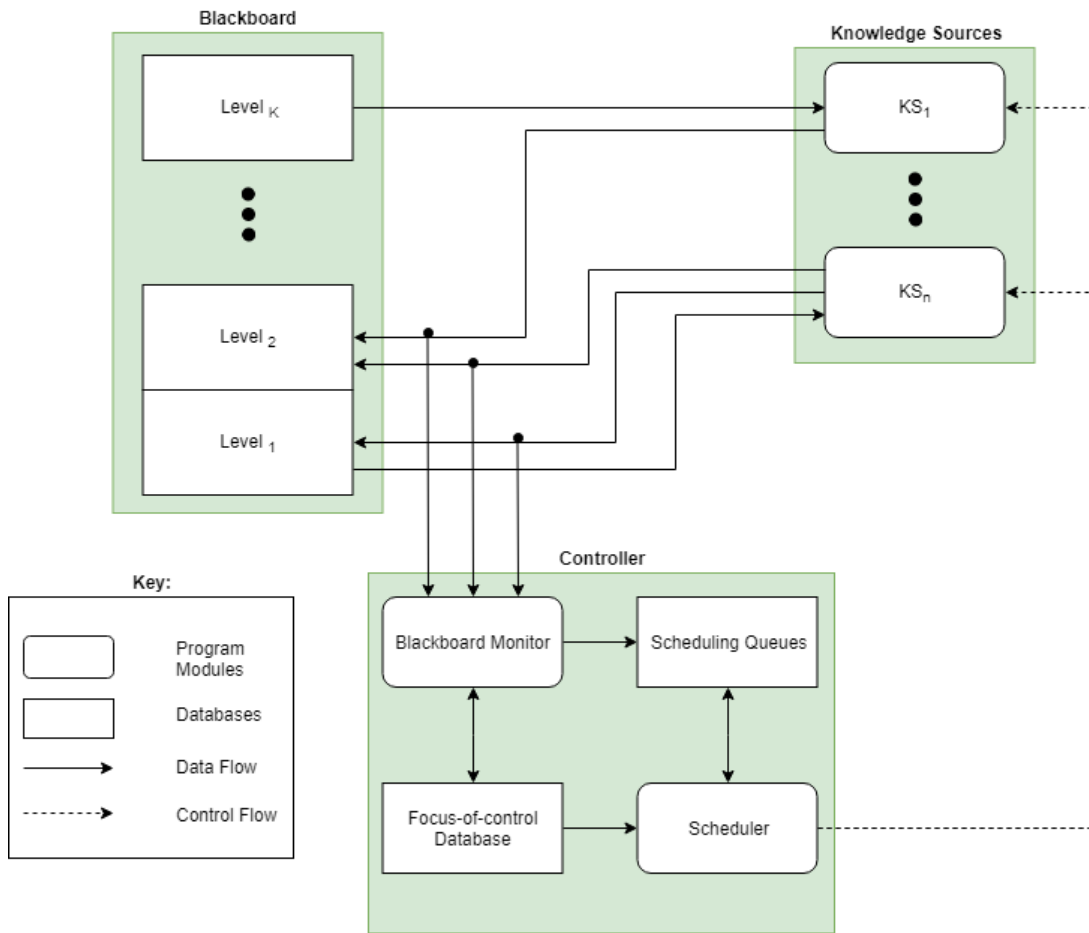 Blackboard
Knowledge Sources
Level K
KS1
Level 2
KSn
Level 1
Controller
Key:
Program
Modules
Databases
Data Flow
Control Flow
Blackboard Monitor
Scheduling Queues
Focus-of-control
Database
Scheduler